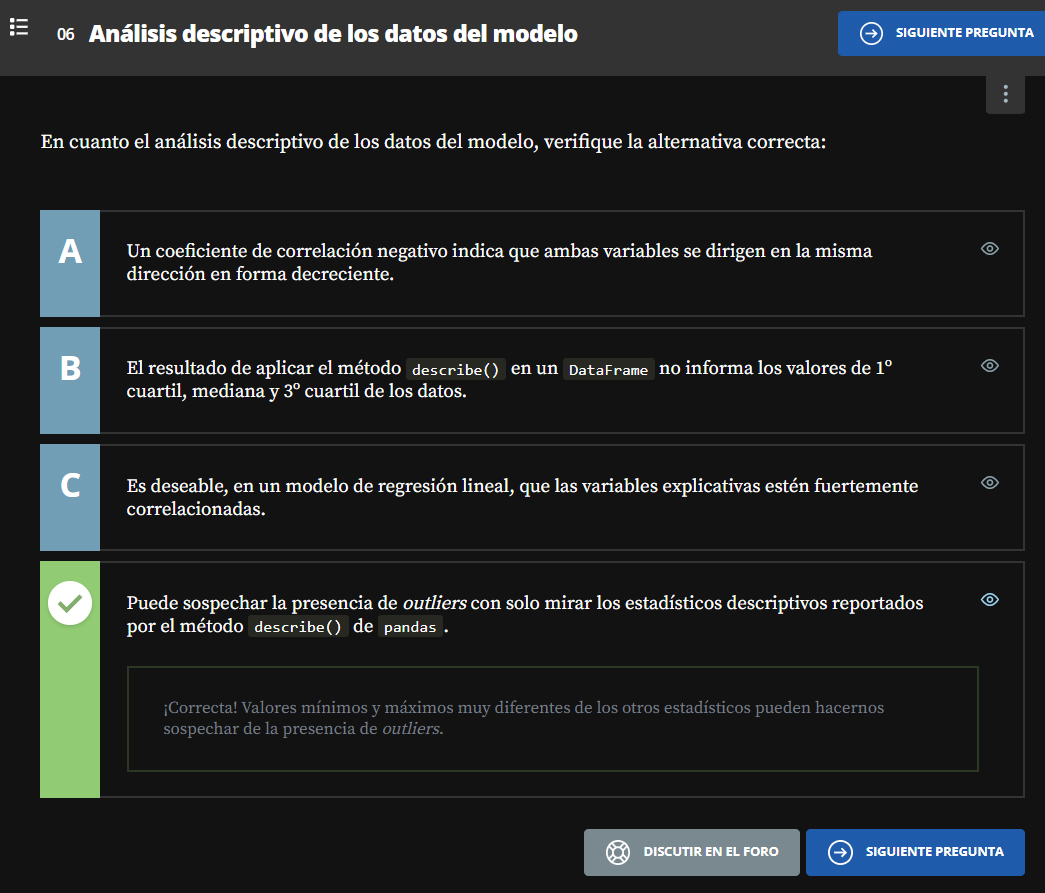 06 Análisis descriptivo de los datos del modelo
SIGUIENTE PREGUNTA
En cuanto el análisis descriptivo de los datos del modelo, verifique la alternativa correcta:
A
Un coeficiente de correlación negativo indica que ambas variables se dirigen en la misma
dirección en forma decreciente.
B
El resultado de aplicar el método describe() en un DataFrame no informa los valores de 1º
cuartil, mediana y 3º cuartil de los datos.
C
Es deseable, en un modelo de regresión lineal, que las variables explicativas estén fuertemente
correlacionadas.
Puede sospechar la presencia de outliers con solo mirar los estadísticos descriptivos reportados
por el método describe() de pandas.
¡Correcta! Valores mínimos y máximos muy diferentes de los otros estadísticos pueden hacernos
sospechar de la presencia de outliers.
DISCUTIR EN EL FORO
SIGUIENTE PREGUNTA